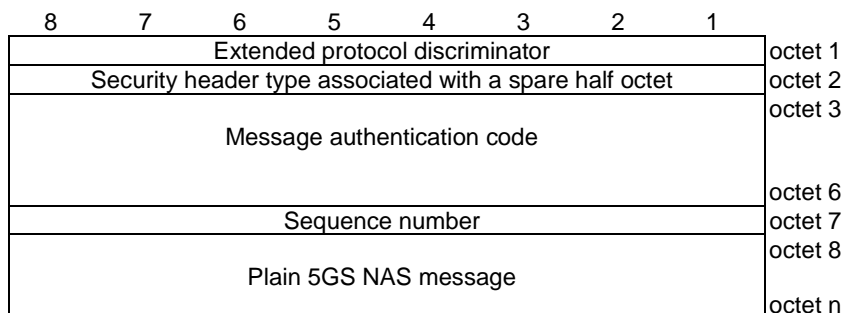 8 7 6 5 4 3 2 1
Extended protocol discriminator octet 1
Security header type associated with a spare half octet octet 2
octet 3
Message authentication code
octet 6
Sequence number octet 7
octet 8
Plain 5GS NAS message
octet n